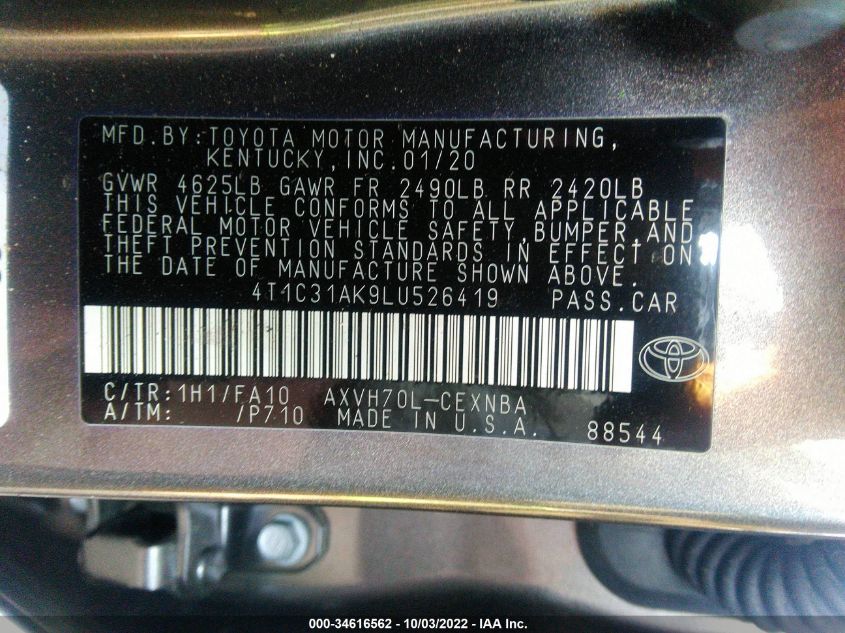 MFD. BY: TOYOTA MOTOR MANUFACTURING,
KENTUCKY, INC. 01/20
GVWR 4625LB GAWR FR 2490LB RR 2420LB
THIS VEHICLE CONFORMS TO ALL APPLICABLE
FEDERAL MOTOR VEHICLE SAFETY, BUMPER, AND
THEFT PREVENTION STANDARDS IN EFFECT ON
THE DATE OF MANUFACTURE SHOWN ABOVE.
4T1C31AK9LU526419 PASS. CAR
C/TR: 1H1/FA10 AXVH70L-CEXNBA
A/TM: /P710 MADE IN U.S.A. 88544
000-34616562 - 10/03/2022 - IAA Inc.